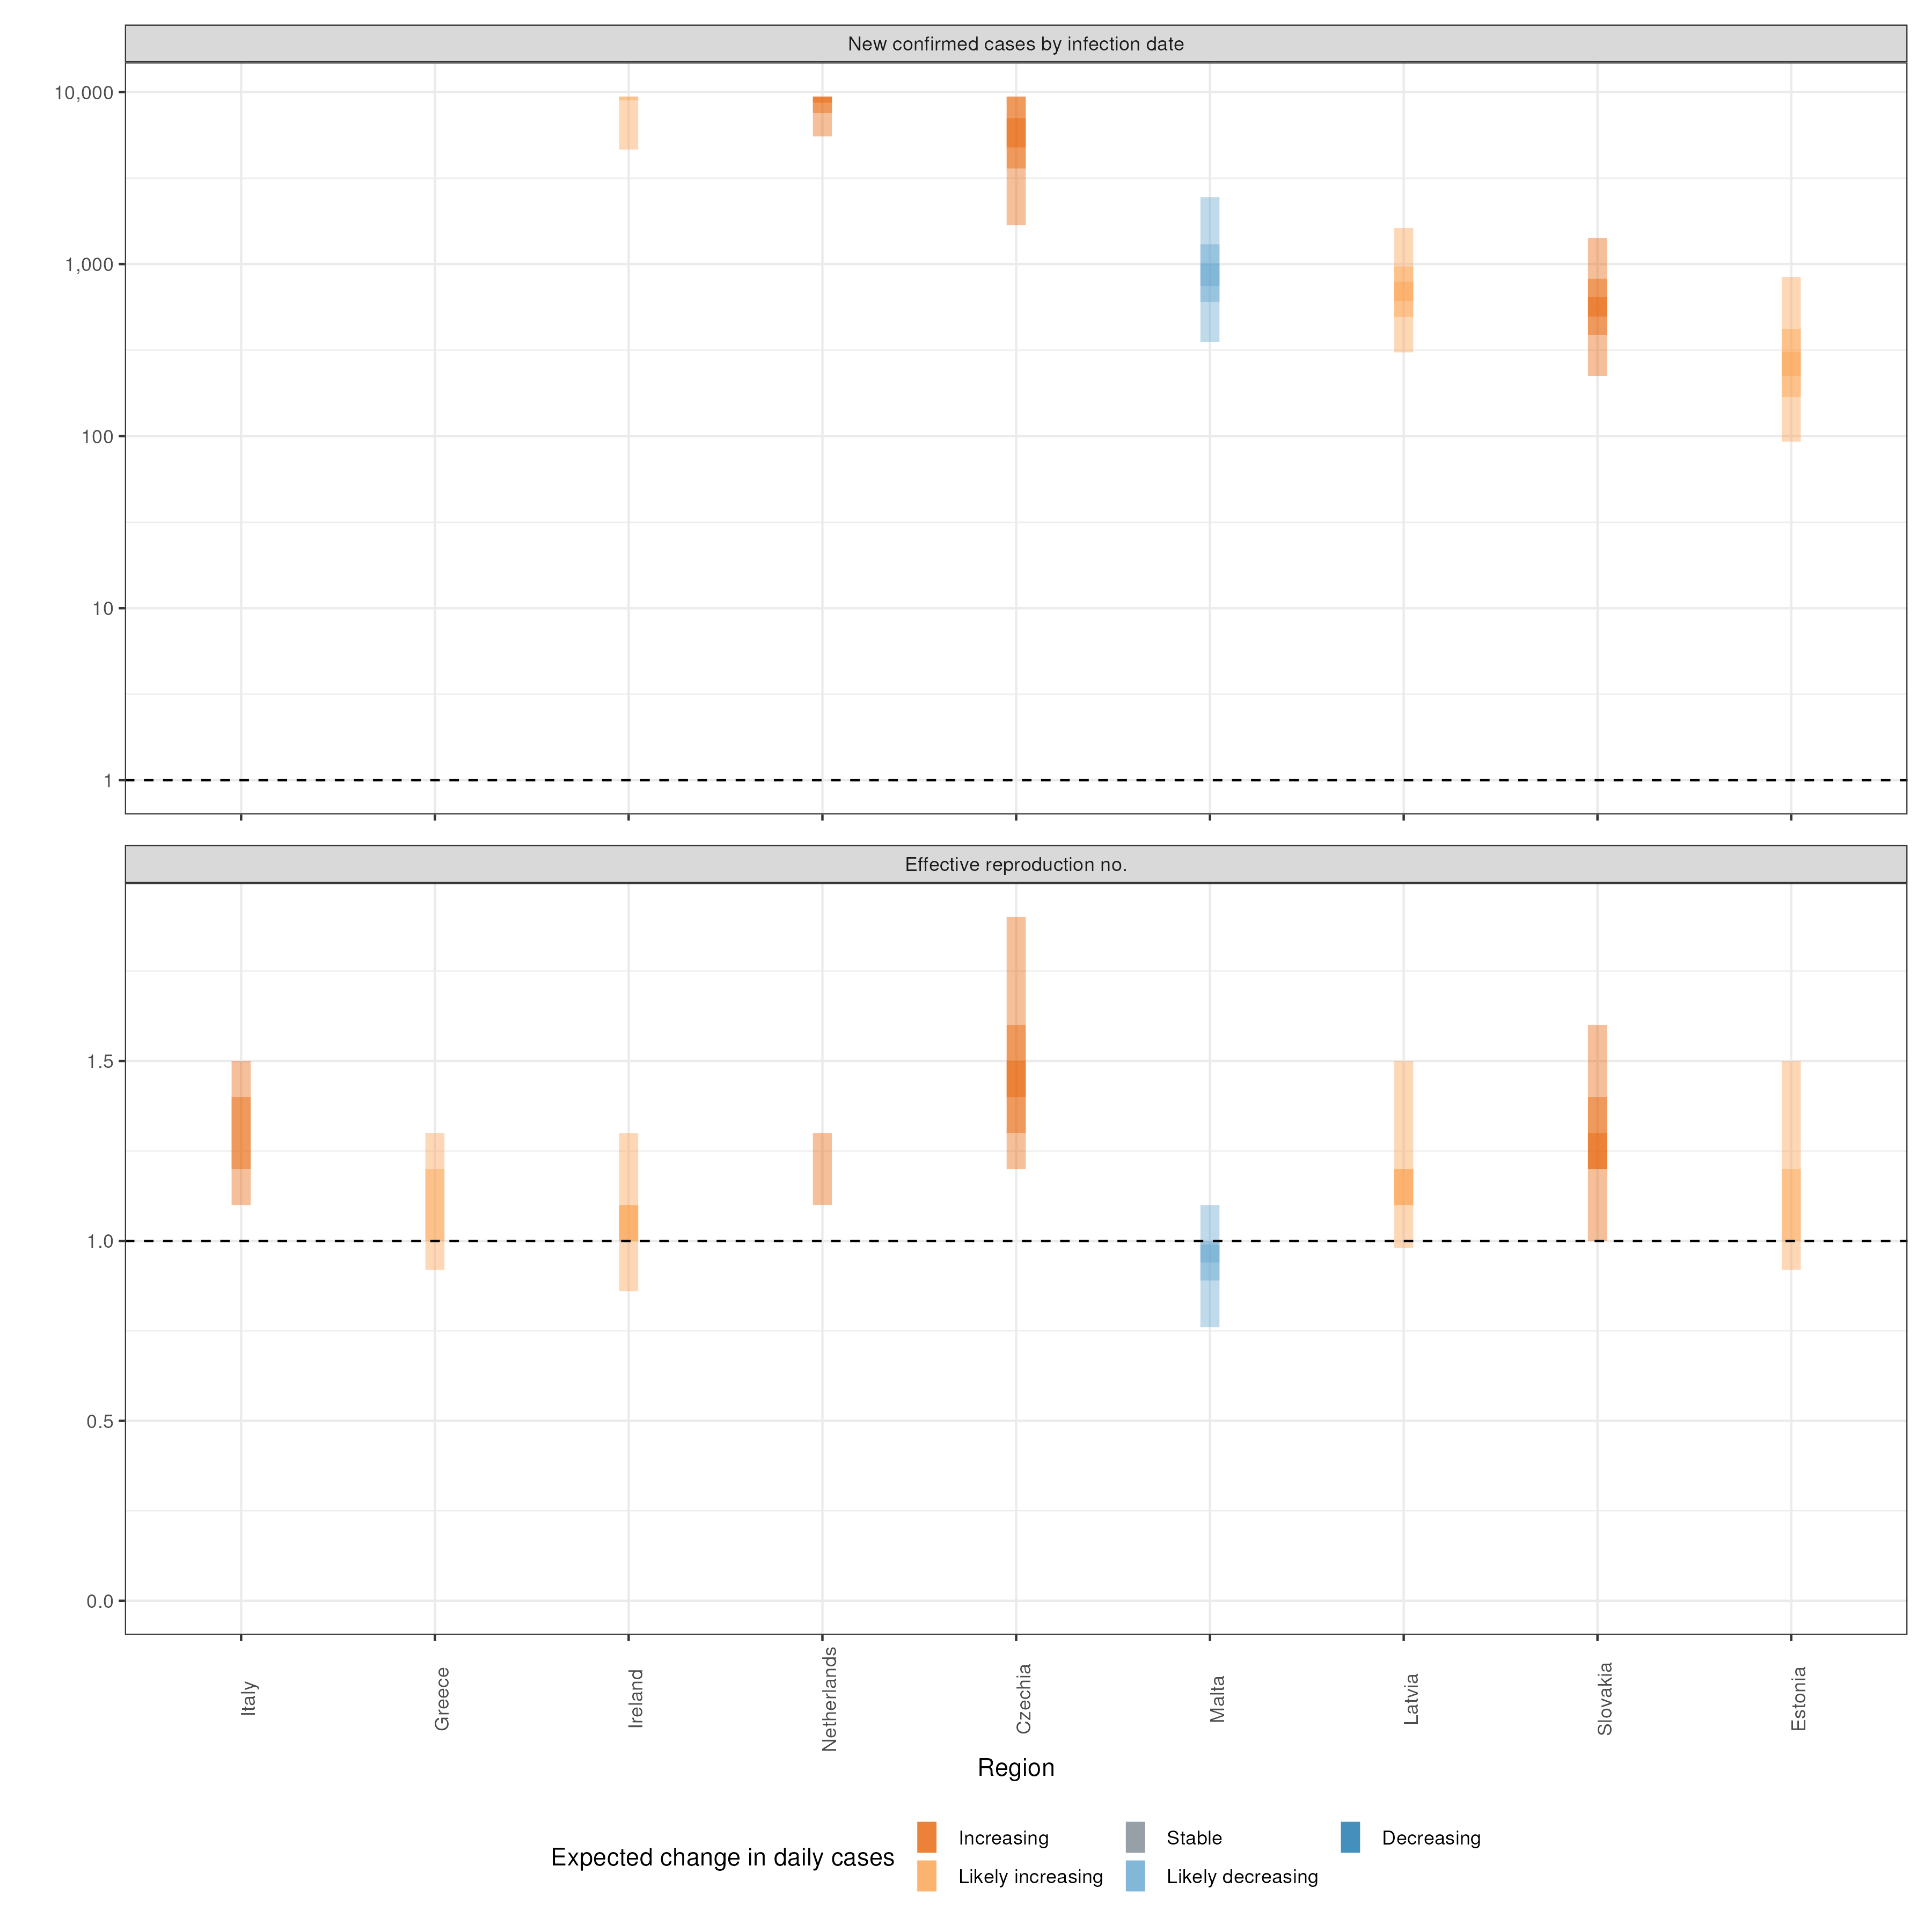 New confirmed cases by infection date
10,000
1,000
100
10
1
Effective reproduction no.
1.5
1.0
0.5
0.0
Italy
Greece
Ireland
Netherlands
Czechia
Malta
Latvia
Slovakia
Estonia
Region
Expected change in daily cases
Increasing
Stable
Decreasing
Likely increasing
Likely decreasing